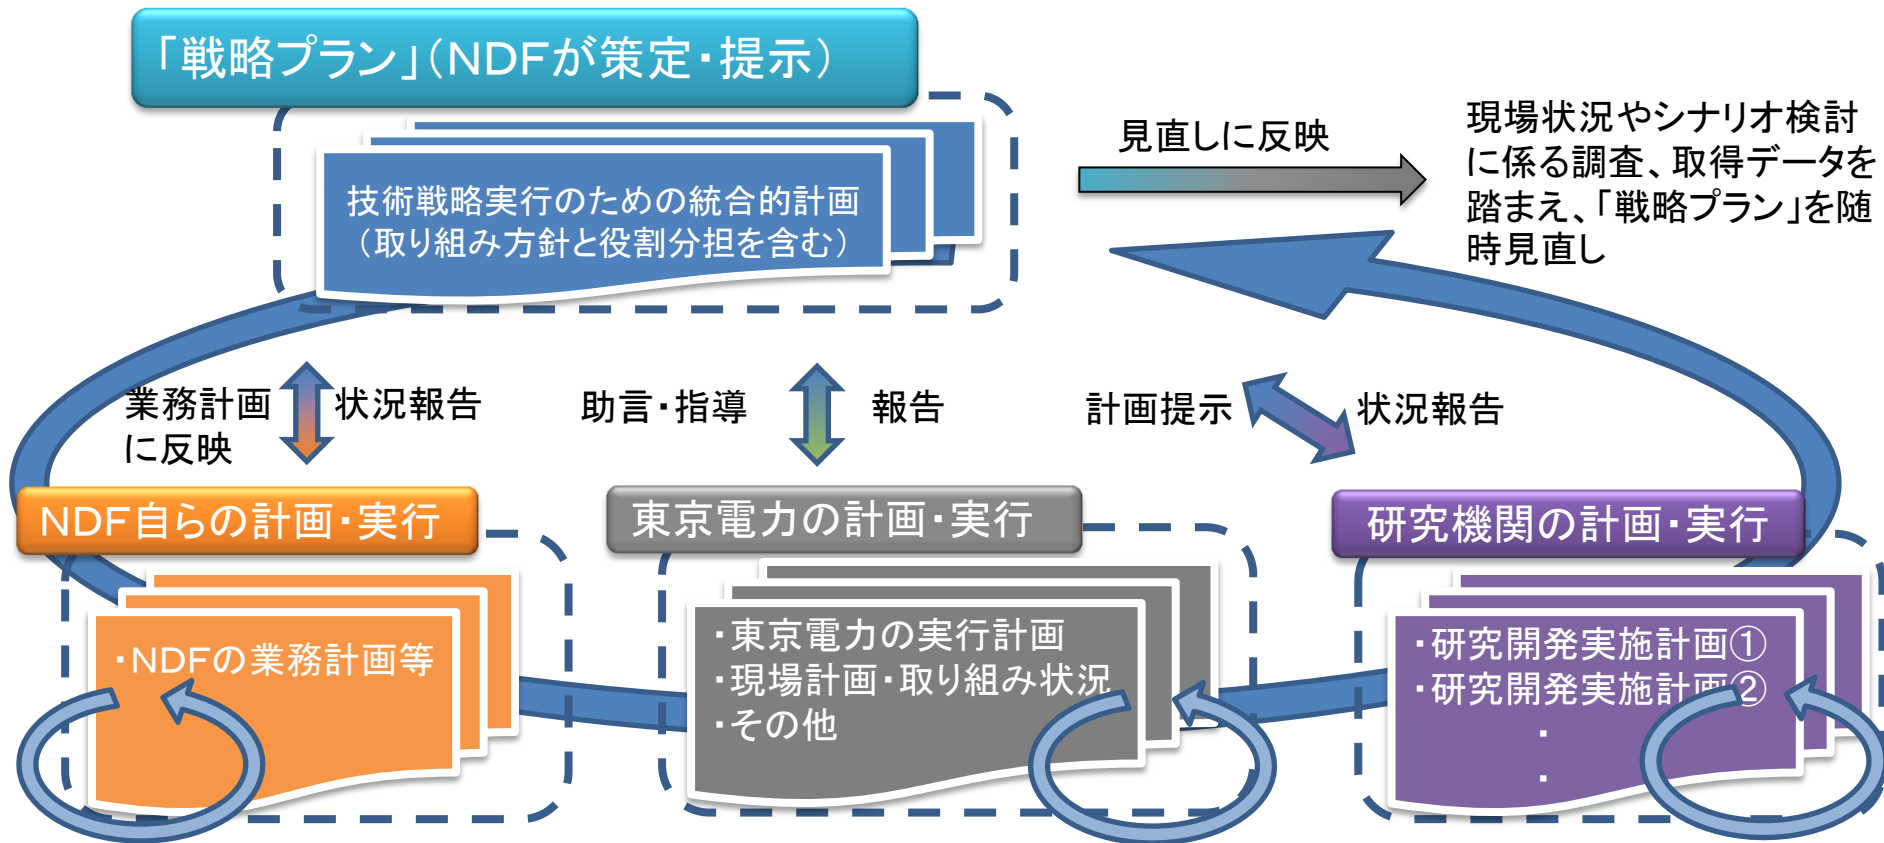 「戦略プラン」（ＮＤＦが策定・提示）
技術戦略実行のための統合的計画
（取り組み方針と役割分担を含む）
見直しに反映
現場状況やシナリオ検討
に係る調査、取得データを
踏まえ、「戦略プラン」を随
時見直し
業務計画
に反映
状況報告
助言・指導
報告
計画提示
状況報告
ＮＤＦ自らの計画・実行
・ＮＤＦの業務計画等
東京電力の計画・実行
・東京電力の実行計画
・現場計画・取り組み状況
・その他
研究機関の計画・実行
・研究開発実施計画①
・研究開発実施計画②
・
・